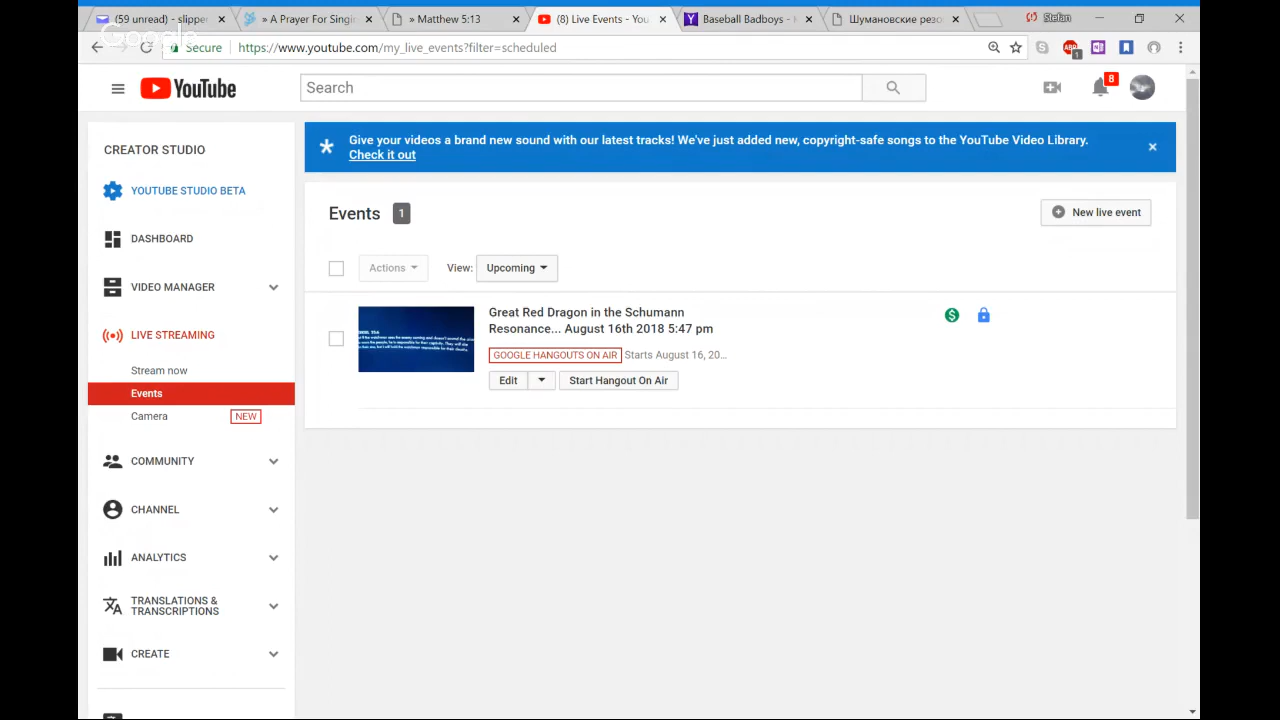 (59 unread) - slipper
» A Prayer For Singin
» Matthew 5:13
(8) Live Events - You
Baseball Badboys -
Шумановские резо
Stefan
Google
Secure
https://www.youtube.com/my_live_events?filter=scheduled
ABP
1
YouTube
Search
8
CREATOR STUDIO
YOUTUBE STUDIO BETA
DASHBOARD
VIDEO MANAGER
LIVE STREAMING
Stream now
Events
Camera
NEW
COMMUNITY
CHANNEL
ANALYTICS
TRANSLATIONS &
TRANSCRIPTIONS
CREATE
Give your videos a brand new sound with our latest tracks! We've just added new, copyright-safe songs to the YouTube Video Library.
Check it out
Events 1
New live event
Actions
View:
Upcoming
Great Red Dragon in the Schumann
Resonance... August 16th 2018 5:47 pm
GOOGLE HANGOUTS ON AIR Starts August 16, 20...
Edit
Start Hangout On Air